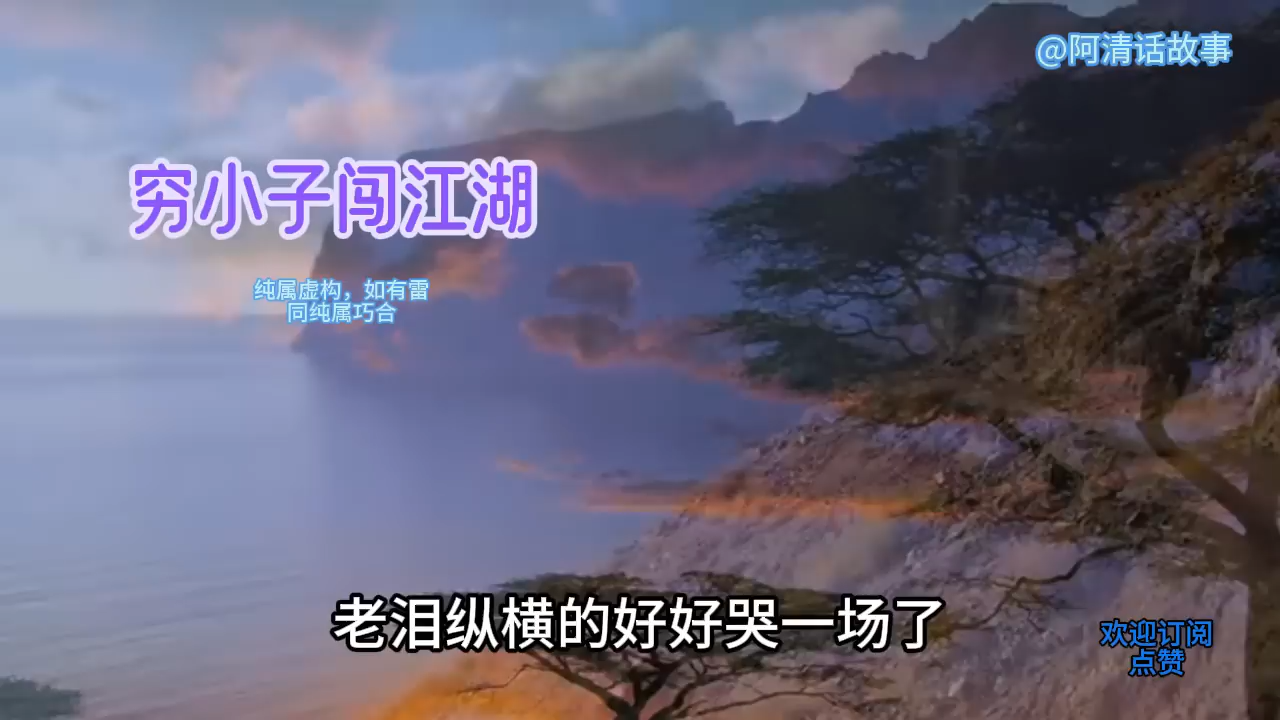 @阿清话故事
穷小子闯江湖
纯属虚构，如有雷
同纯属巧合
老泪纵横的好好哭一场了
欢迎订阅
点赞